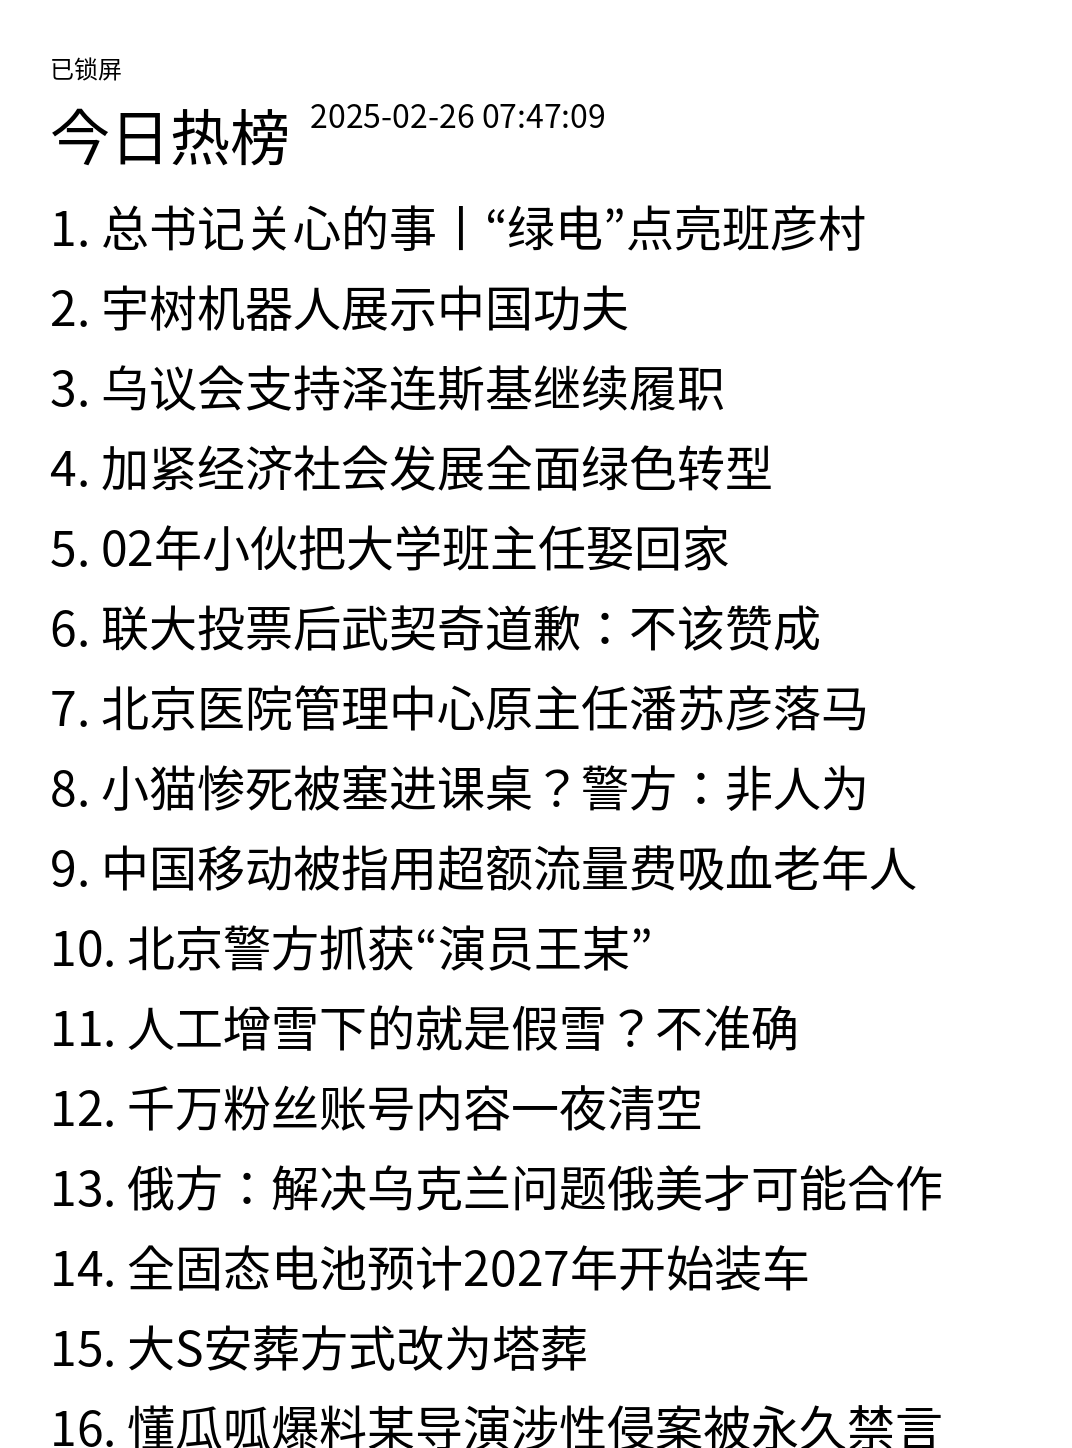 已锁屏
今日热榜 2025-02-26 07:47:09
1. 总书记关心的事丨“绿电”点亮班彦村
2. 宇树机器人展示中国功夫
3. 乌议会支持泽连斯基继续履职
4. 加紧经济社会发展全面绿色转型
5. 02年小伙把大学班主任娶回家
6. 联大投票后武契奇道歉：不该赞成
7. 北京医院管理中心原主任潘苏彦落马
8. 小猫惨死被塞进课桌？警方：非人为
9. 中国移动被指用超额流量费吸血老年人
10. 北京警方抓获“演员王某”
11. 人工增雪下的就是假雪？不准确
12. 千万粉丝账号内容一夜清空
13. 俄方：解决乌克兰问题俄美才可能合作
14. 全固态电池预计2027年开始装车
15. 大S安葬方式改为塔葬
16. 懂瓜呱爆料某导演涉性侵案被永久禁言